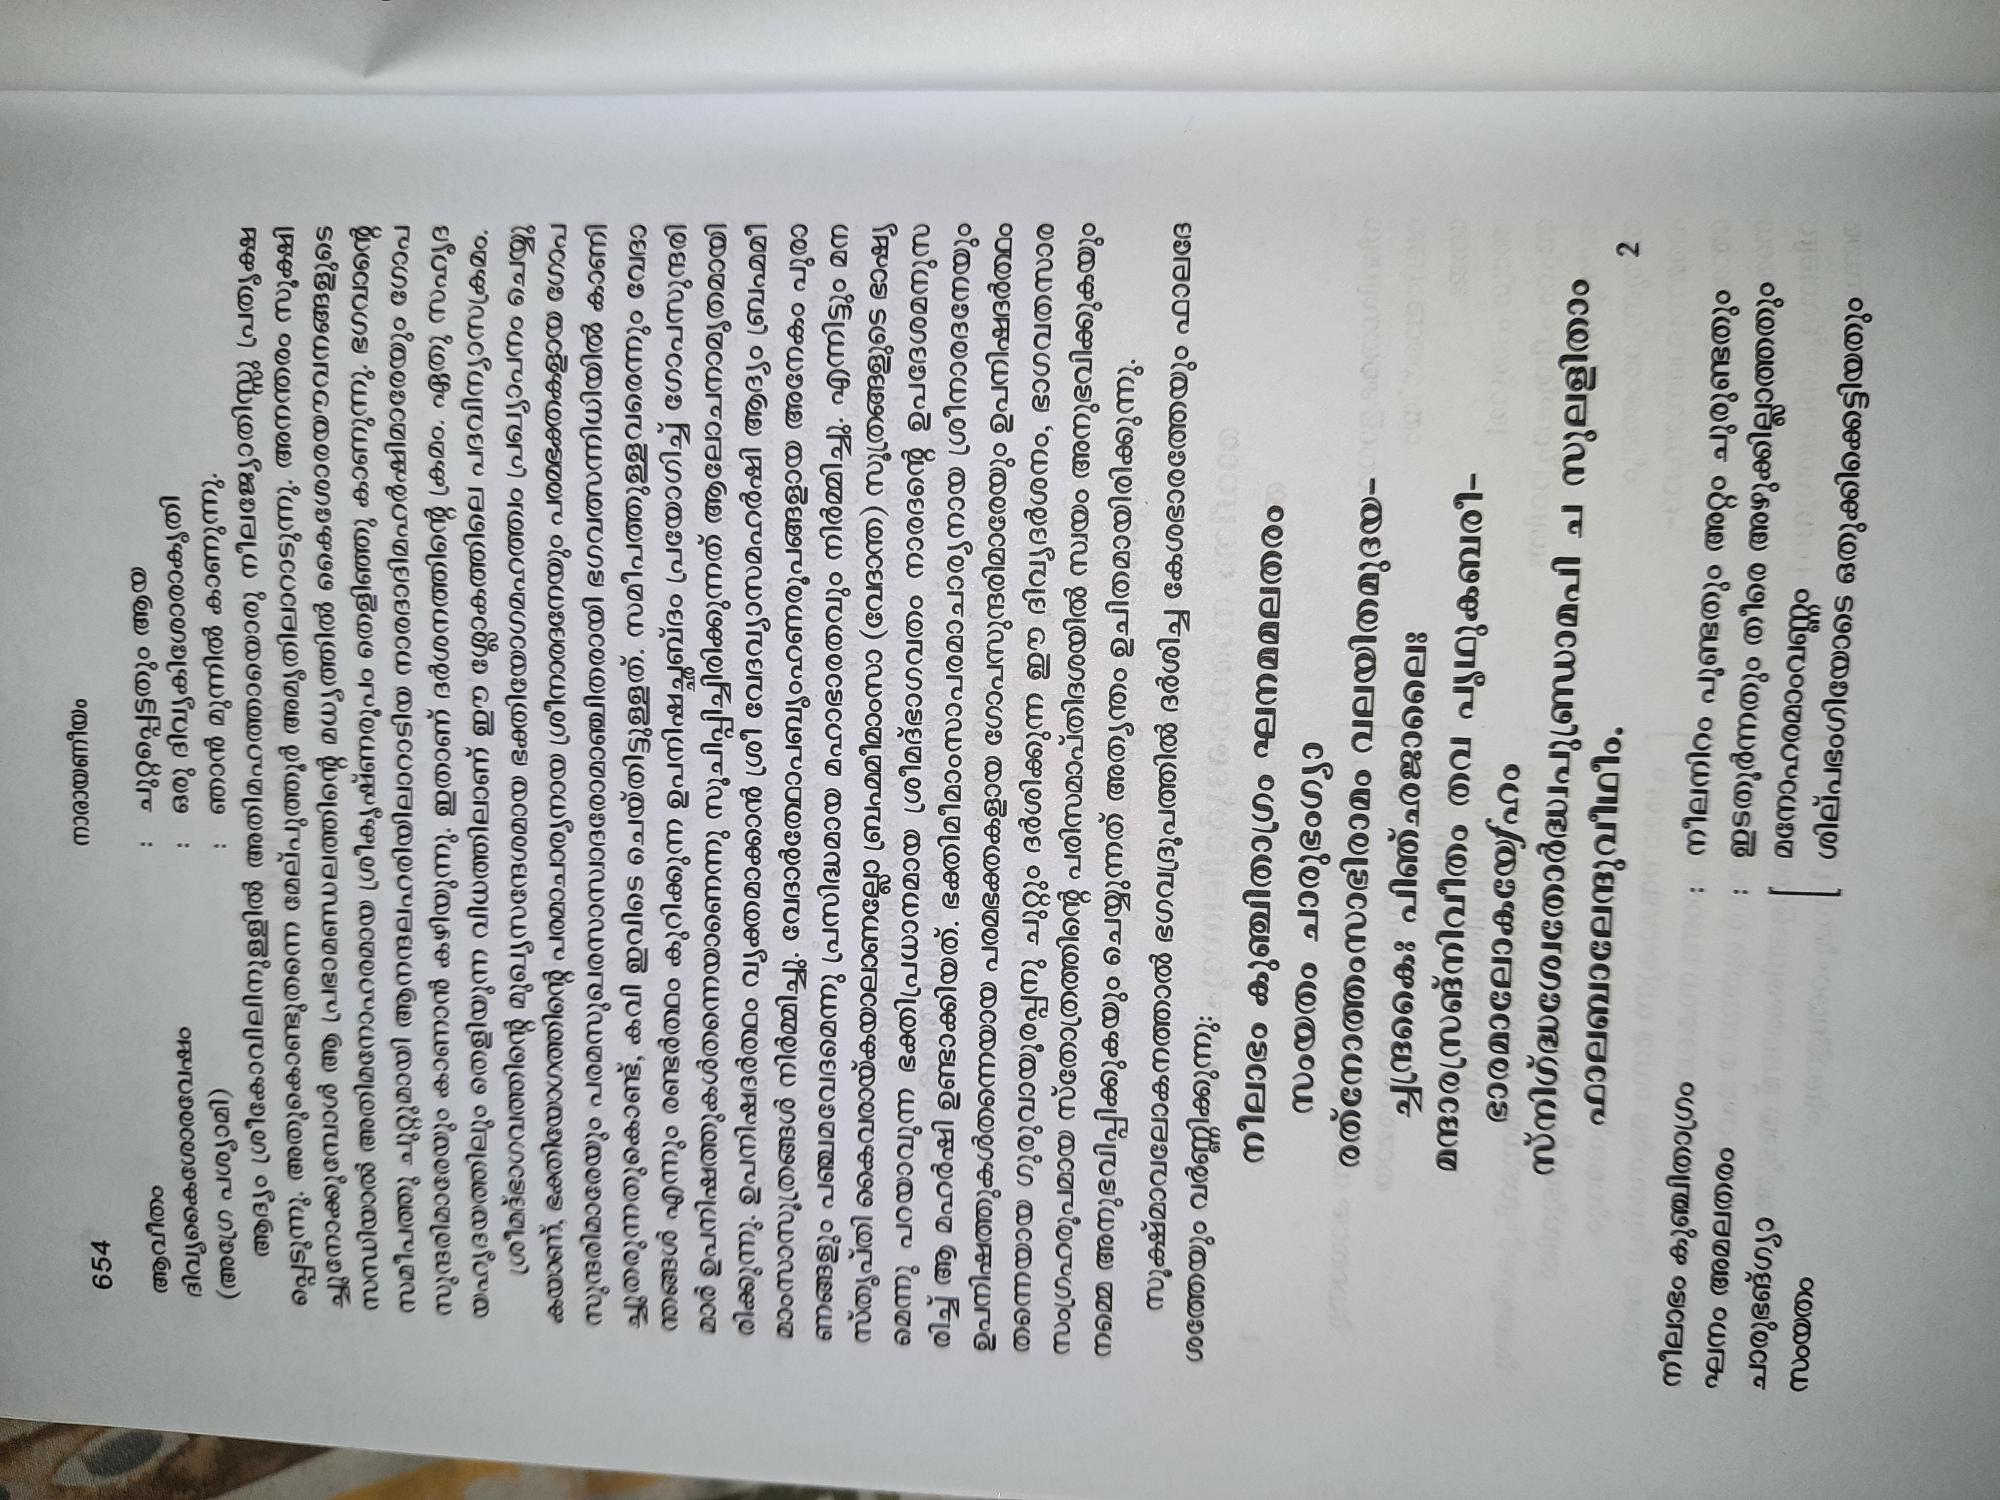 654
നാരായണീയം
ആവീതം : ചുറ്റപ്പെട്ടതും ആയ
ദിവ്യകൈശോരവേഷം : ഒരു ദിവ്യകിശോരാകൃതി
(അഗ്രേ പശ്യാമി) : ഞാൻ മുന്നിൽ കാണുന്നു.
ആദ്യം ശ്രീകോവിലിനുള്ളിൽ അതിമഹത്തായൊരു നീലജ്യോതിസ്സു പ്രത്യക്ഷ
പ്പെടുന്നു. അതുകൊണ്ടുതന്നെ മേല്പുത്തൂർ അമൃതിലാറാടുന്നു. അനന്തരം സൂക്ഷി
ച്ചുനോക്കുമ്പോൾ ആ പ്രഭാമണ്ഡലത്തിന്റെ മധ്യത്തിൽ കൈശോരയൗവനങ്ങളുടെ
സന്ധിയാൽ അതിമനോഹരമായ ശ്രീകൃഷ്ണരൂപം തെളിഞ്ഞു കാണുന്നു. ഭഗവാന്റെ
സമീപത്തു ചുറ്റുമായി ആനന്ദലഹരിയിലാറാടിയ നാരദാദിമഹർഷിമാരേയും ഗോപ
സുന്ദരിമാരേയും കാണാൻ കഴിയുന്നു. ഇതാണ് ദർശനത്തിന്റെ ക്രമം. ഏതു സഹൃദ
യഹൃദയത്തിലും തെളിയുന്ന വിധത്തിലാണ് ഈ ശ്ലോകത്തിലെ പദവിന്യാസക്രമം.
ശ്രീമദ്ഭാഗവത്തിന്റെ മുഖ്യസന്ദേശമായ ഭക്തിയോഗമഹത്ത്വം പ്രഖ്യാപനം ചെയ്യു
കയാണ്, ഭക്തിയോഗത്തിന്റെ പരമാചാര്യനായ ശ്രീനാരദനേയും പരമഭക്തകളായ ഗോപ
സുന്ദരിമാരേയും പരമസുഖരസാസ്വാദരോമാഞ്ചിതരായി ഭഗവത്സന്നിധിയിൽ കാണി
ച്ചുതരുന്നതുകൊണ്ട്, കവി ഇവിടെ ചെയ്തിട്ടുള്ളത്. സമീപത്തുള്ളവരെന്നും വേദാ
ന്തങ്ങൾ എന്നും രണ്ടർത്ഥം കുറിക്കുന്ന ഉപനിഷച്ഛബ്ദം പ്രയോഗിച്ച് ഗോപസുന്ദരി
മാർ ഉപനിഷത്തുകൾതന്നെയാണെന്നു സൂചിപ്പിച്ചിരിക്കുന്നത് ആലോചനാമൃതമായി
രിക്കുന്നു. ഉപനിഷദർത്ഥം വ്യക്തമാക്കാൻ ശ്രീ വേദവ്യാസമഹർഷി ആദ്യം ബ്രഹ്മമീ
മാംസാസൂത്രങ്ങൾ നിർമ്മിച്ചു. വേദാർത്ഥോപബൃംഹണരൂപങ്ങളായ അനേകം പുരാ
ണങ്ങളും പഞ്ചമവേദമെന്നു പ്രസിദ്ധമായ മഹാഭാരതവും നിർമ്മിച്ചു. എന്നിട്ടും മന
സ്തൃപ്തി കൈവരായ്കയാലാണല്ലോ ബ്രഹ്മമീമാംസാ (വേദാന്ത) സൂത്രങ്ങളുടെ ഭാഷ്യ
മെന്നു പറയാവുന്ന ഭക്തിപ്രധാനമായ ശ്രീമദ്ഭാഗവതം നാരദന്റെ ഉപദേശമനുസ
രിച്ച് ആ മഹർഷി ഉണ്ടാക്കിയത്. ഭക്തിമീമാംസാപരമാചാര്യനായ ശ്രീനാരദനേയും
ഉപനിഷത്തുകൾതന്നെയായ പരമഭക്തകളായ ഗോപസുന്ദരിമാരേയും ഉപനിഷദർത്ഥം
തന്നെയായ ഗുരുവായൂരപ്പനു ചുറ്റും ദർശിക്കുന്ന ഈ ദിവ്യദർശനം, ഭാഗവതസാര
സംഗ്രഹരൂപമായ സ്തോത്രത്തിന്റെ പരിസമാപ്തിദശയിൽ സ്വയം അനുഭവിക്കുകയും
നമ്മെ അനുഭവിപ്പിക്കുകയും ചെയ്യുന്നത് അത്യന്തം ഉചിതമായിരിക്കുന്നു.
സൂക്ഷ്മാവലോകനത്താൽ ഭഗവദ്രൂപത്തിൽ ദർശിച്ച കേശഭാരത്തേയും ഫാലദേ
ശത്തേയും വർണ്ണിക്കുന്നു:
നീലാഭം കുഞ്ചിതാഗ്രം ഘനമമലതരം
സംയതം ചാരുഭംഗ്യാ
രത്നോത്തംസാഭിരാമം വലയിതമുദയ-
ച്ചന്ദ്രകൈഃ പിഞ്ഛജാലൈഃ
മന്ദാരസ്രങ്നിവീതം തവ പൃഥുകബരീ-
ഭാരമാലോകയേഽഹം
സ്നിഗ്ദ്ധശ്വേതോർദ്ധ്വപുണ്ഡ്രാമപി ച സുലളിതാം
ഫാലബാലേന്ദുവീഥീം.
2
നീലാഭം കുഞ്ചിതാഗ്രം : നീലനിറം പൂണ്ടതും അറ്റം ചുരുണ്ടതും
ഘനം അമലതരം : ഇടതൂർന്നതും തീരെ അഴുക്കില്ലാത്തതും
ചാരുഭങ്ഗ്യാ [ മനോഹരമാംവണ്ണം
സംയതം ശില്പഭംഗിയോടെ ഒതുക്കിക്കെട്ടിയതും